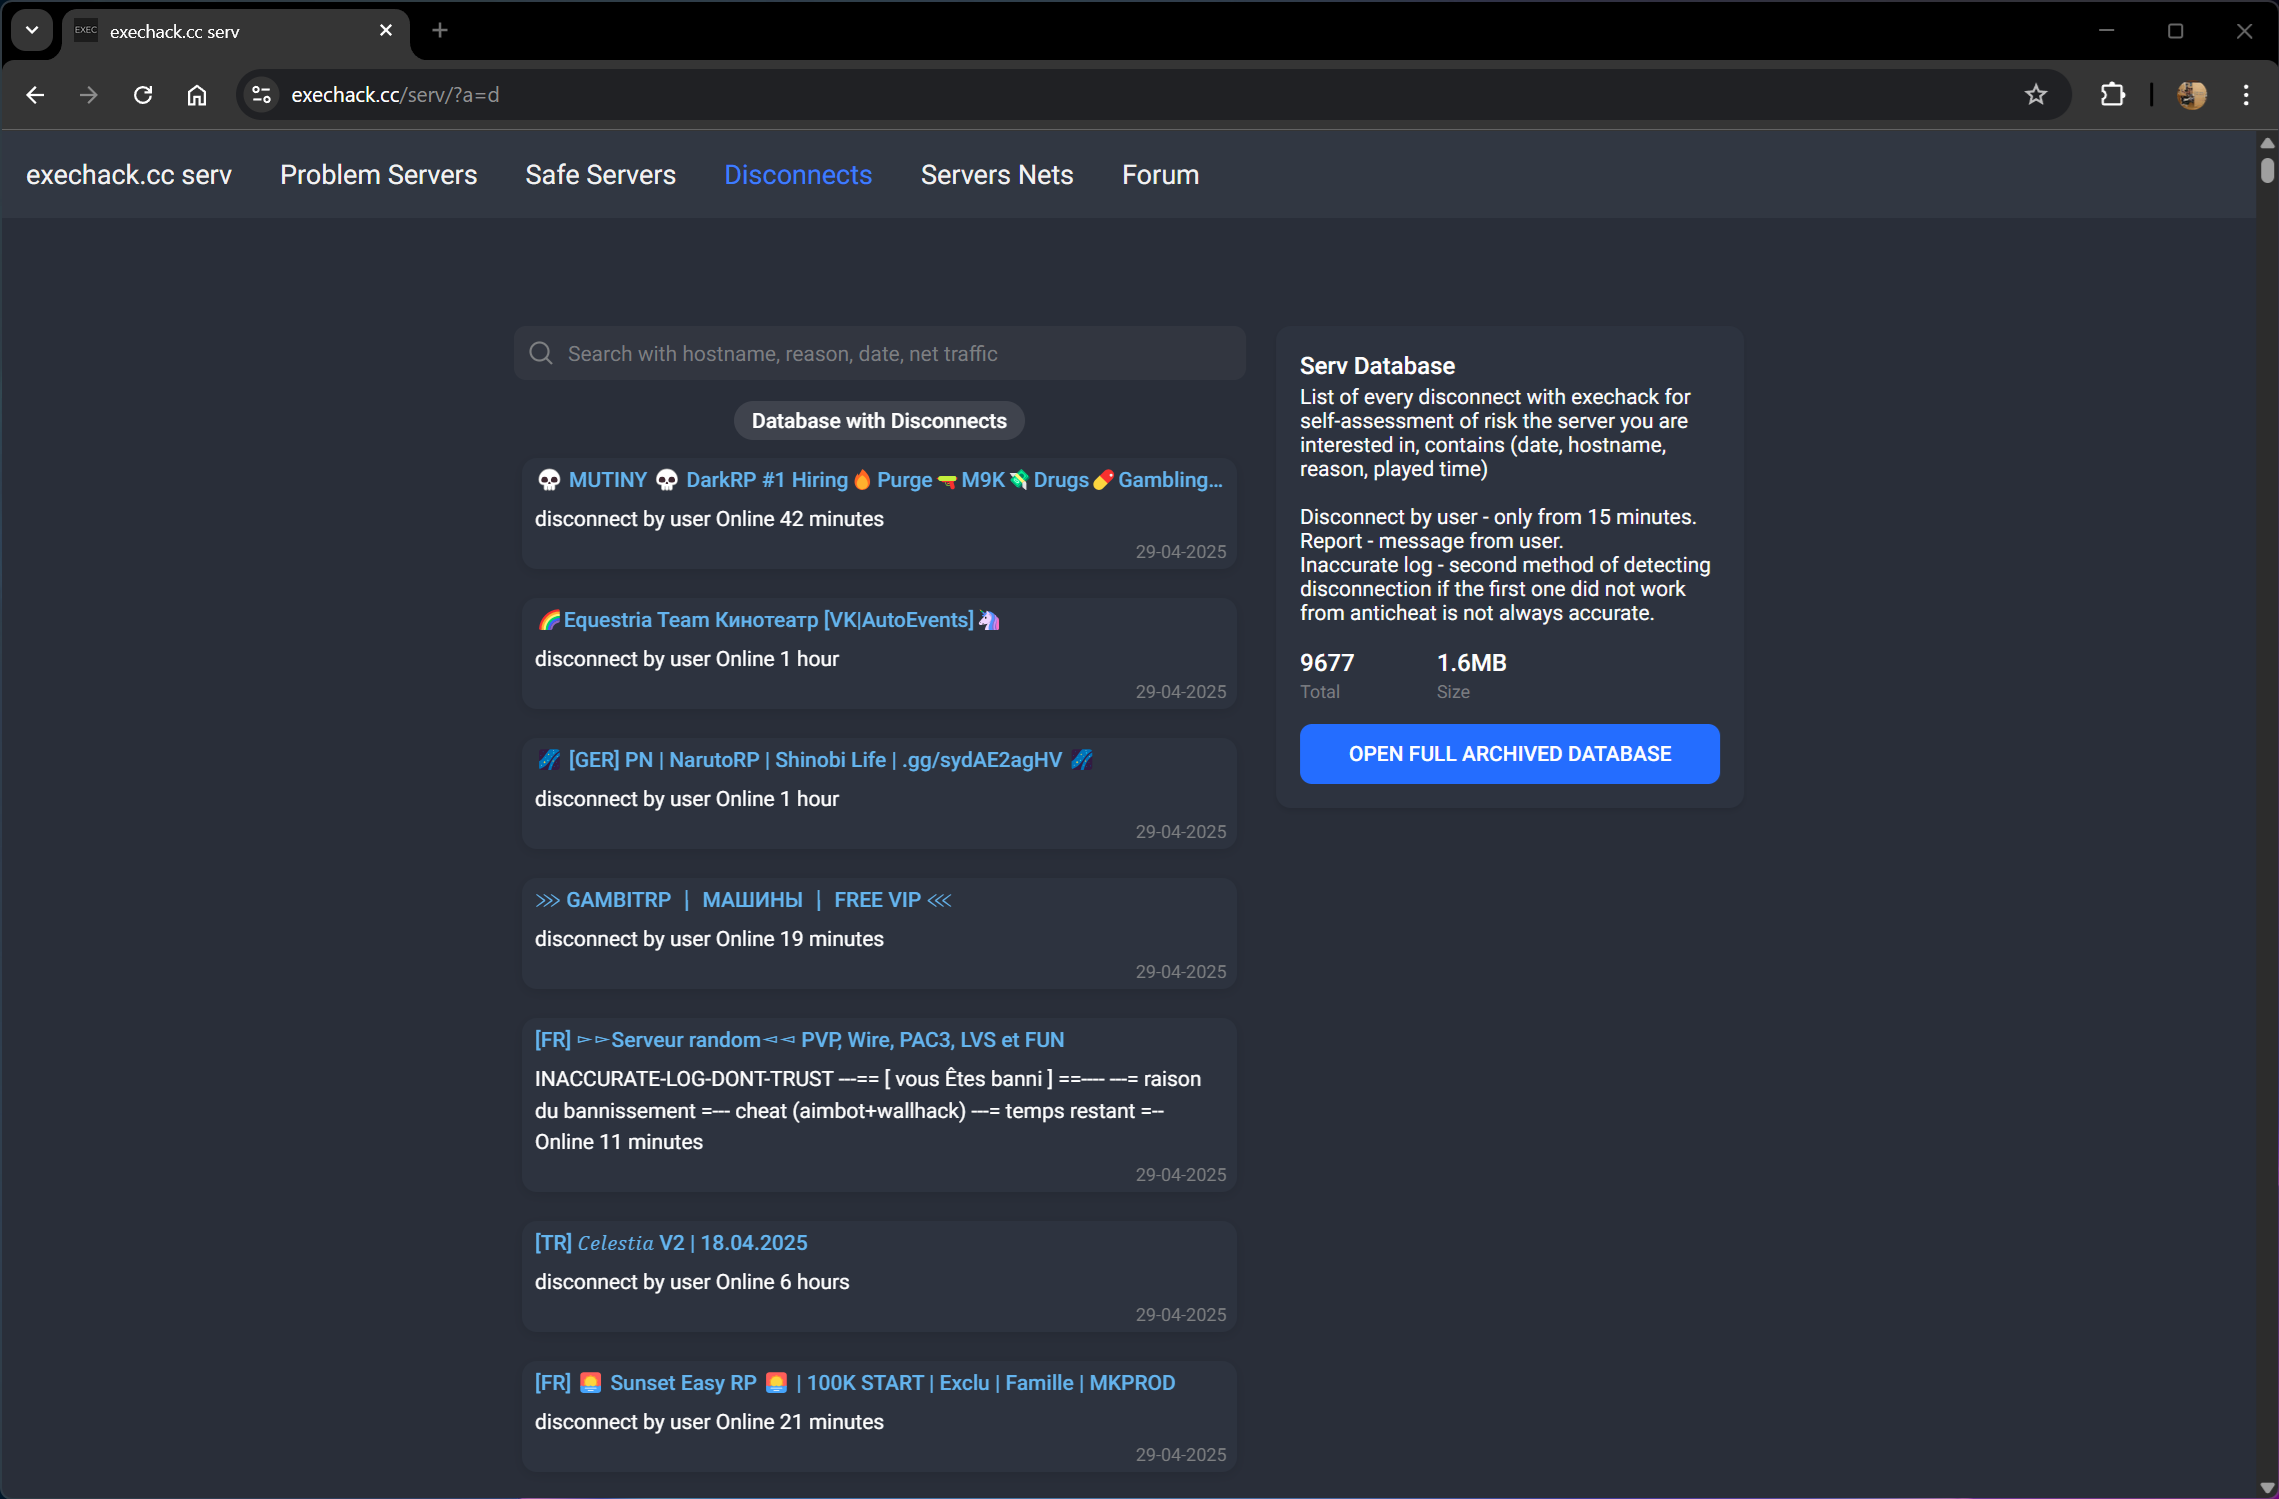 EXEC exechack.cc serv
exechack.cc/serv/?a=d
exechack.cc serv Problem Servers Safe Servers Disconnects Servers Nets Forum
Search with hostname, reason, date, net traffic
Database with Disconnects
💀 MUTINY 💀 DarkRP #1 Hiring🔥Purge🔫M9K💸Drugs💊Gambling...
disconnect by user Online 42 minutes
29-04-2025
🌈Equestria Team Кинотеатр [VK|AutoEvents]🦄
disconnect by user Online 1 hour
29-04-2025
🌌 [GER] PN | NarutoRP | Shinobi Life | .gg/sydAE2agHV 🌌
disconnect by user Online 1 hour
29-04-2025
⋙ GAMBITRP | МАШИНЫ | FREE VIP ⋘
disconnect by user Online 19 minutes
29-04-2025
[FR] ►►Serveur random◄◄ PVP, Wire, PAC3, LVS et FUN
INACCURATE-LOG-DONT-TRUST ---== [ vous Êtes banni ] ==---- ---= raison
du bannissement =--- cheat (aimbot+wallhack) ---= temps restant =--
Online 11 minutes
29-04-2025
[TR] 𝐶𝑒𝑙𝑒𝑠𝑡𝑖𝑎 V2 | 18.04.2025
disconnect by user Online 6 hours
29-04-2025
[FR] 🌅 Sunset Easy RP 🌅 | 100K START | Exclu | Famille | MKPROD
disconnect by user Online 21 minutes
29-04-2025
Serv Database
List of every disconnect with exechack for
self-assessment of risk the server you are
interested in, contains (date, hostname,
reason, played time)
Disconnect by user - only from 15 minutes.
Report - message from user.
Inaccurate log - second method of detecting
disconnection if the first one did not work
from anticheat is not always accurate.
9677 1.6MB
Total Size
OPEN FULL ARCHIVED DATABASE